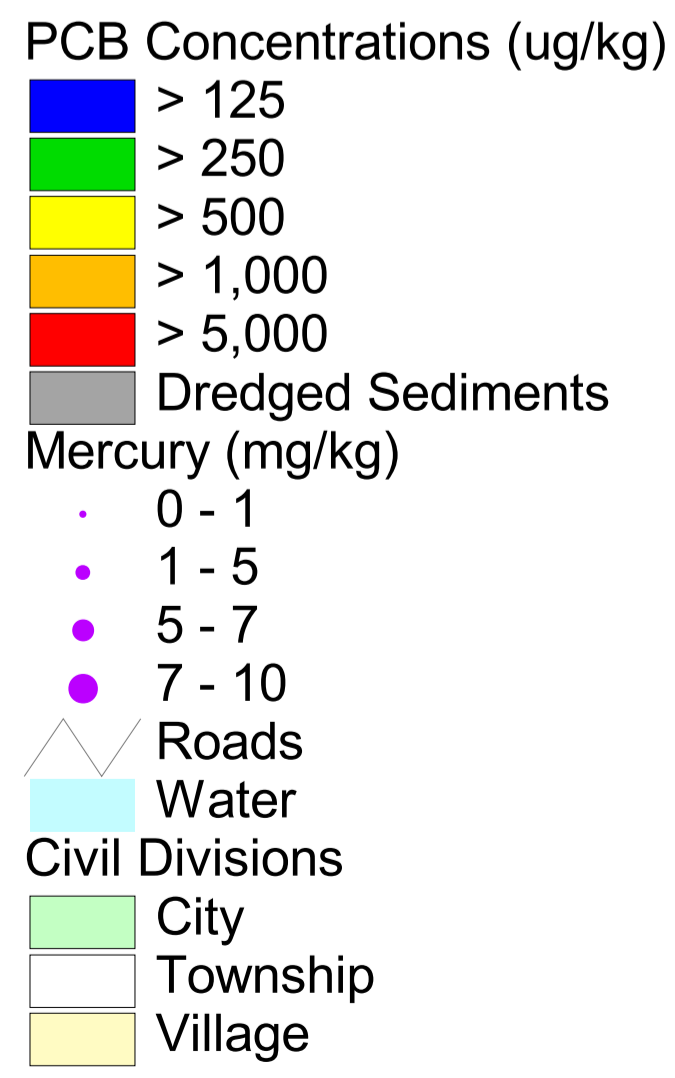 PCB Concentrations (ug/kg)
> 125
> 250
> 500
> 1,000
> 5,000
Dredged Sediments
Mercury (mg/kg)
0 - 1
1 - 5
5 - 7
7 - 10
Roads
Water
Civil Divisions
City
Township
Village